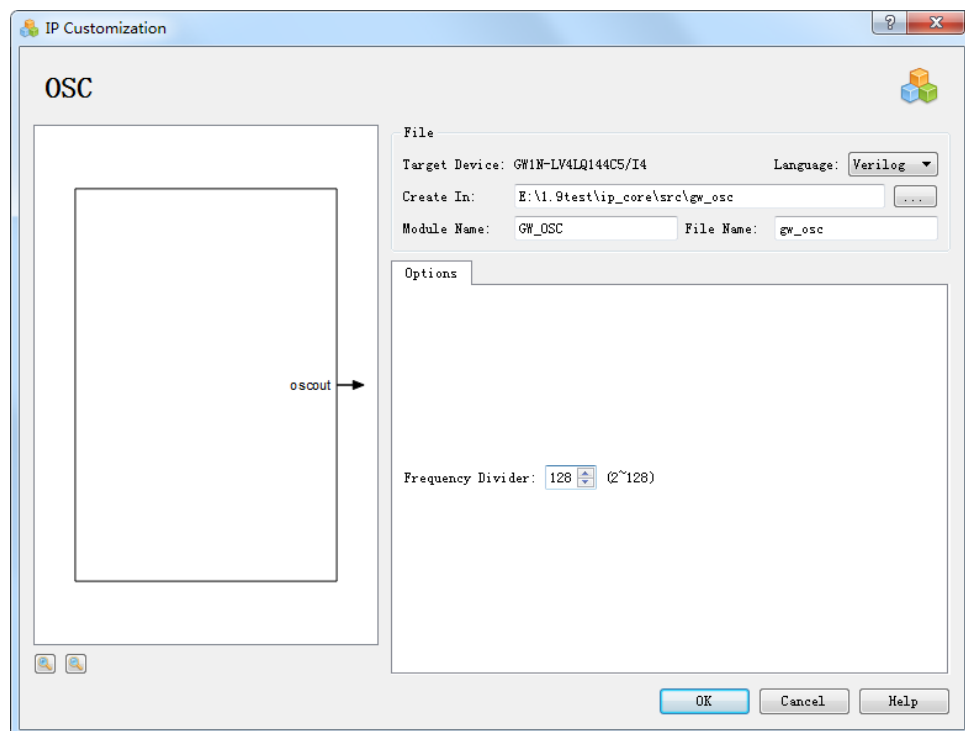 IP Customization
OSC
File
Target Device: GW1N-LV4LQ144C5/I4 Language: Verilog
Create In: E:\1.9test\ip_core\src\gw_osc ...
Module Name: GW_OSC File Name: gw_osc
Options
oscout
Frequency Divider: 128 (2~128)
OK Cancel Help